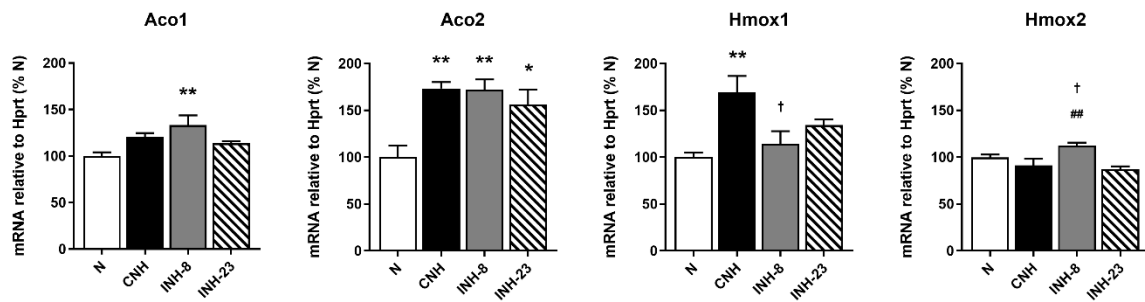 Aco1
mRNA relative to Hprt (% N)
200
150
100
50
0
**
N
CNH
INH-8
INH-23
Aco2
mRNA relative to Hprt (% N)
200
150
100
50
0
**
**
*
N
CNH
INH-8
INH-23
Hmox1
mRNA relative to Hprt (% N)
200
150
100
50
0
**
†
N
CNH
INH-8
INH-23
Hmox2
mRNA relative to Hprt (% N)
200
150
100
50
0
†
##
N
CNH
INH-8
INH-23